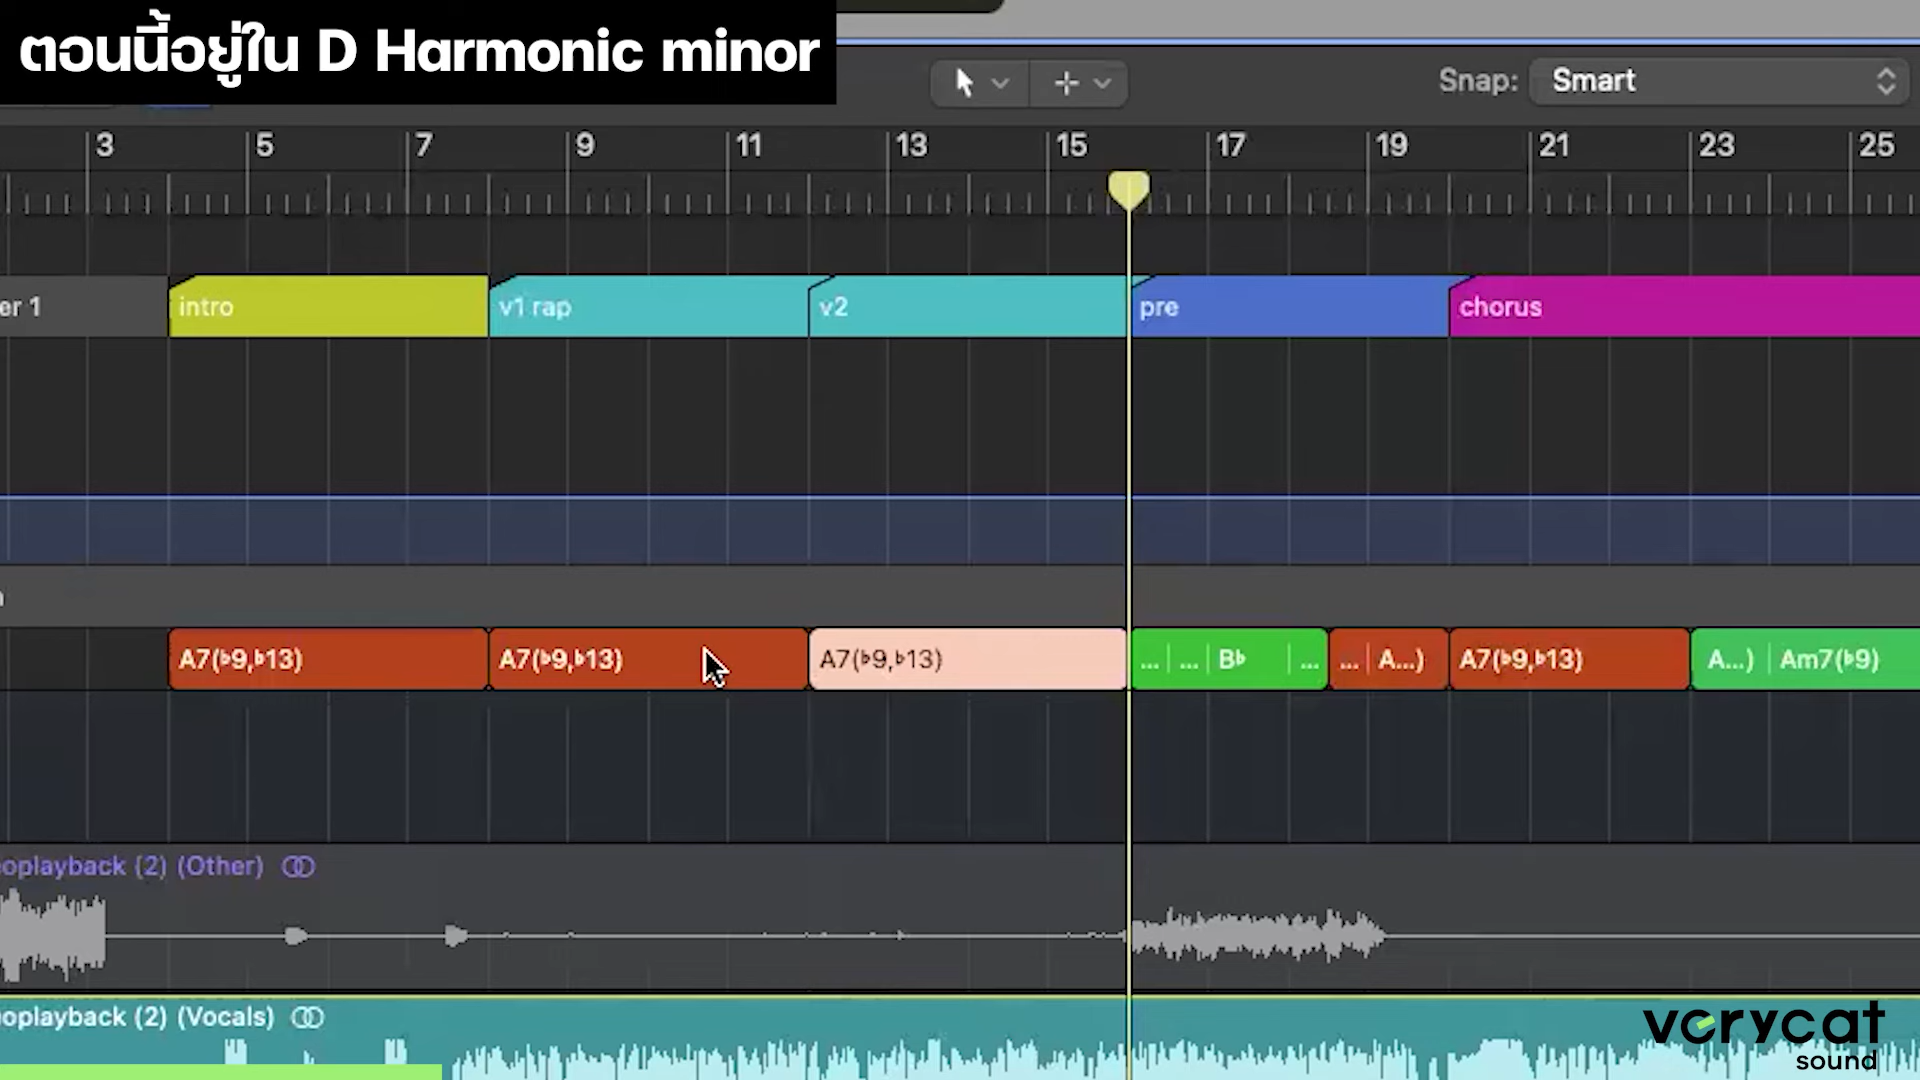 ตอนนี้อยู่ใน D Harmonic minor
Snap: Smart
3 5 7 9 11 13 15 17 19 21 23 25
er 1 intro v1 rap v2 pre chorus
A7(♭9,♭13) A7(♭9,♭13) A7(♭9,♭13) ... ... B♭ ... ... A...) A7(♭9,♭13) A...) Am7(♭9)
oplayback (2) (Other)
oplayback (2) (Vocals)
verycat
sound